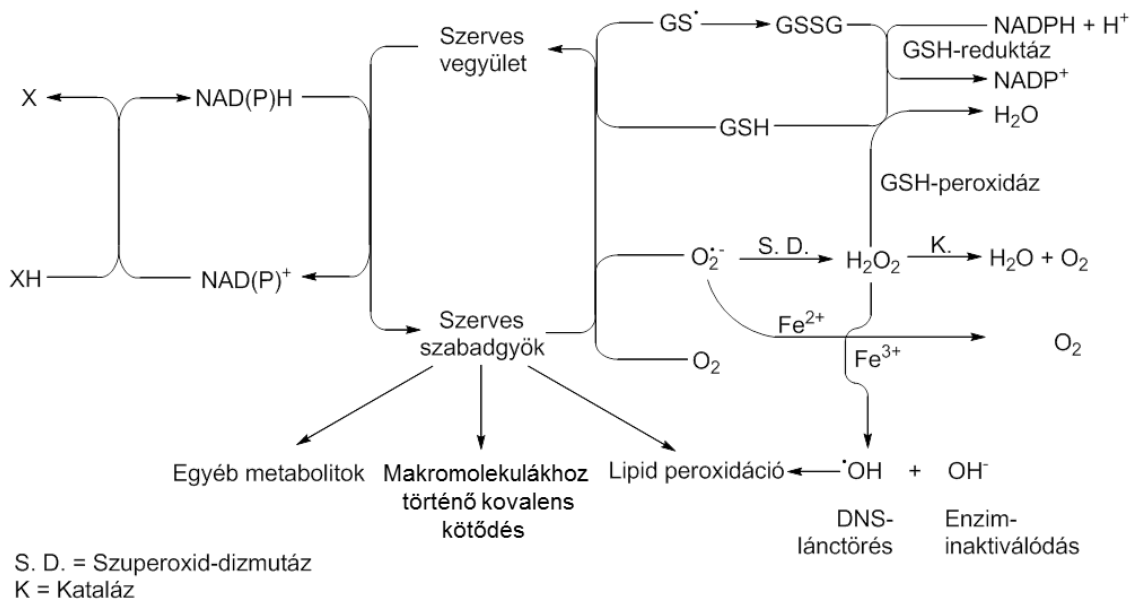 GS• GSSG NADPH + H⁺
Szerves
vegyület
GSH-reduktáz
NADP⁺
X NAD(P)H
H₂O
GSH
GSH-peroxidáz
O₂•⁻ S. D. H₂O₂ K. H₂O + O₂
XH NAD(P)⁺
Szerves
szabadgyök
Fe²⁺
Fe³⁺
O₂
O₂
Egyéb metabolitok
Makromolekulákhoz
történő kovalens
kötődés
Lipid peroxidáció •OH + OH⁻
DNS-
lánctörés
Enzim-
inaktiválódás
S. D. = Szuperoxid-dizmutáz
K = Kataláz